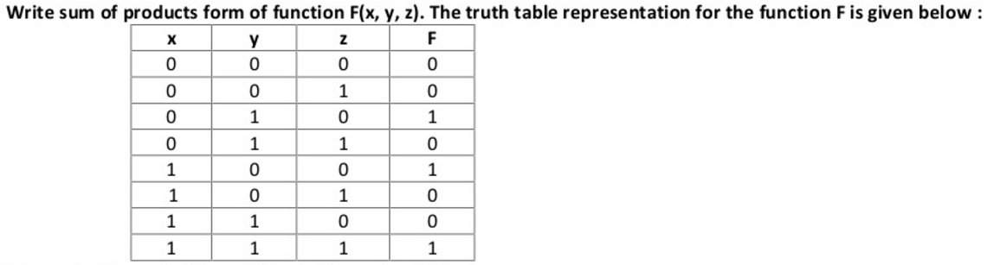 Write sum of products form of function F(x, y, z). The truth table representation for the function F is given below :
x y z F
0 0 0 0
0 0 1 0
0 1 0 1
0 1 1 0
1 0 0 1
1 0 1 0
1 1 0 0
1 1 1 1